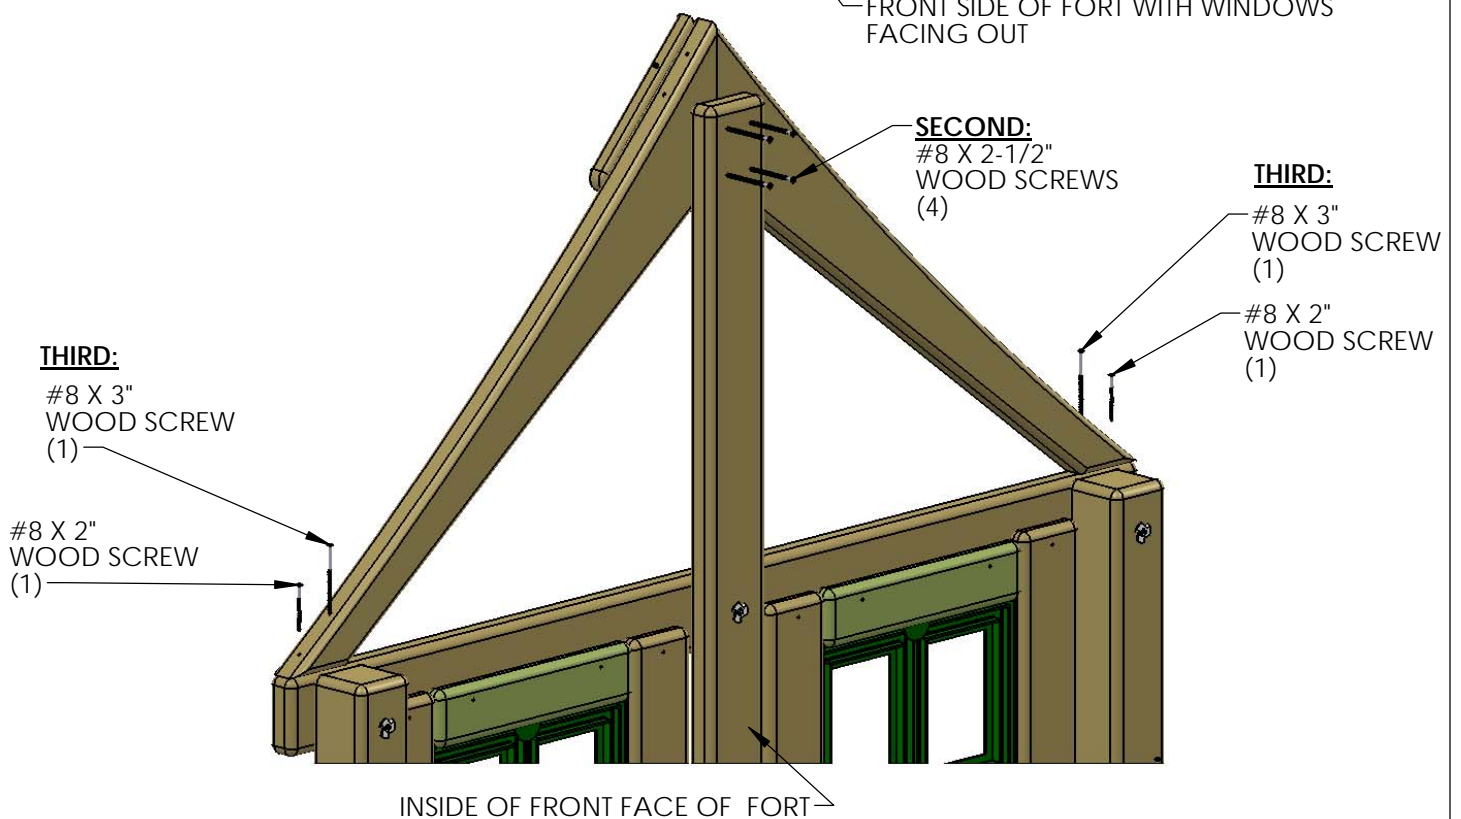 FRONT SIDE OF FORT WITH WINDOWS
FACING OUT
SECOND:
#8 X 2-1/2"
WOOD SCREWS
(4)
THIRD:
#8 X 3"
WOOD SCREW
(1)
#8 X 2"
WOOD SCREW
(1)
THIRD:
#8 X 3"
WOOD SCREW
(1)
#8 X 2"
WOOD SCREW
(1)
INSIDE OF FRONT FACE OF FORT